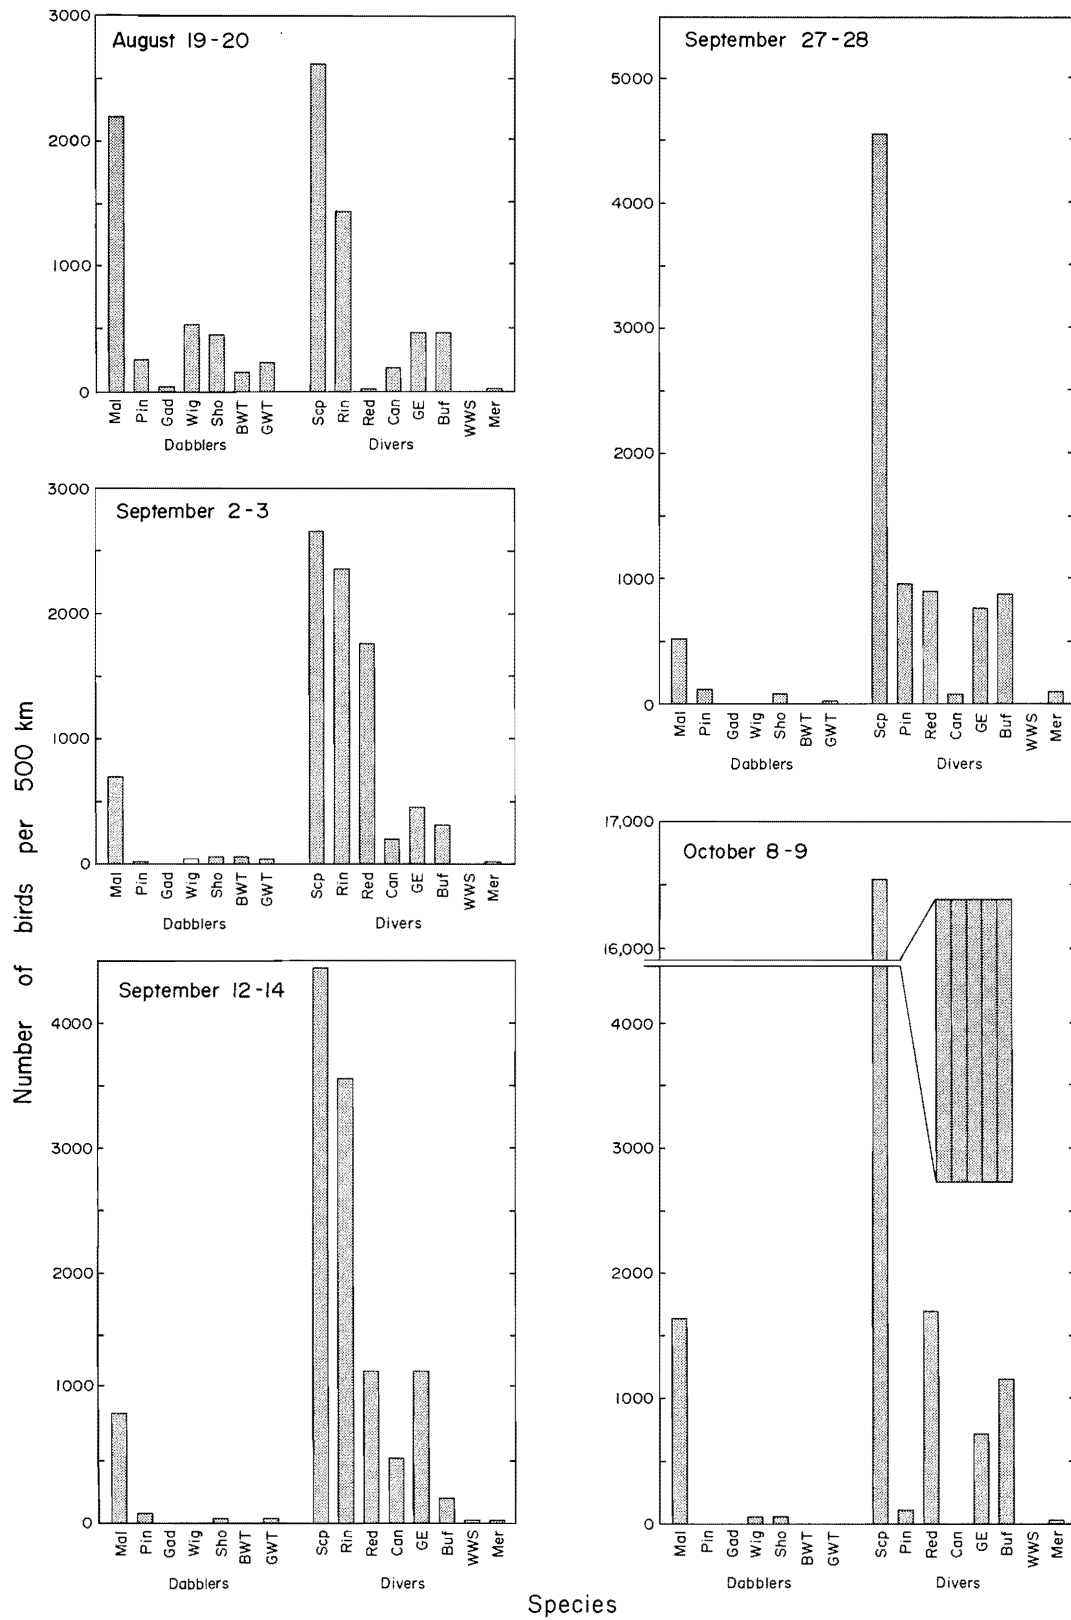 3000
August 19-20
2000
1000
0
Mal Pin Gad Wig Sho BWT GWT Scp Rin Red Can GE Buf WWS Mer
Dabblers Divers
3000
September 2-3
2000
1000
0
Mal Pin Gad Wig Sho BWT GWT Scp Rin Red Can GE Buf WWS Mer
Dabblers Divers
September 12-14
4000
3000
2000
1000
0
Mal Pin Gad Wig Sho BWT GWT Scp Rin Red Can GE Buf WWS Mer
Dabblers Divers
September 27-28
5000
4000
3000
2000
1000
0
Mal Pin Gad Wig Sho BWT GWT Scp Pin Red Can GE Buf WWS Mer
Dabblers Divers
17,000
October 8-9
16,000
4000
3000
2000
1000
0
Mal Pin Gad Wig Sho BWT GWT Scp Pin Red Can GE Buf WWS Mer
Dabblers Divers
Number of birds per 500 km
Species